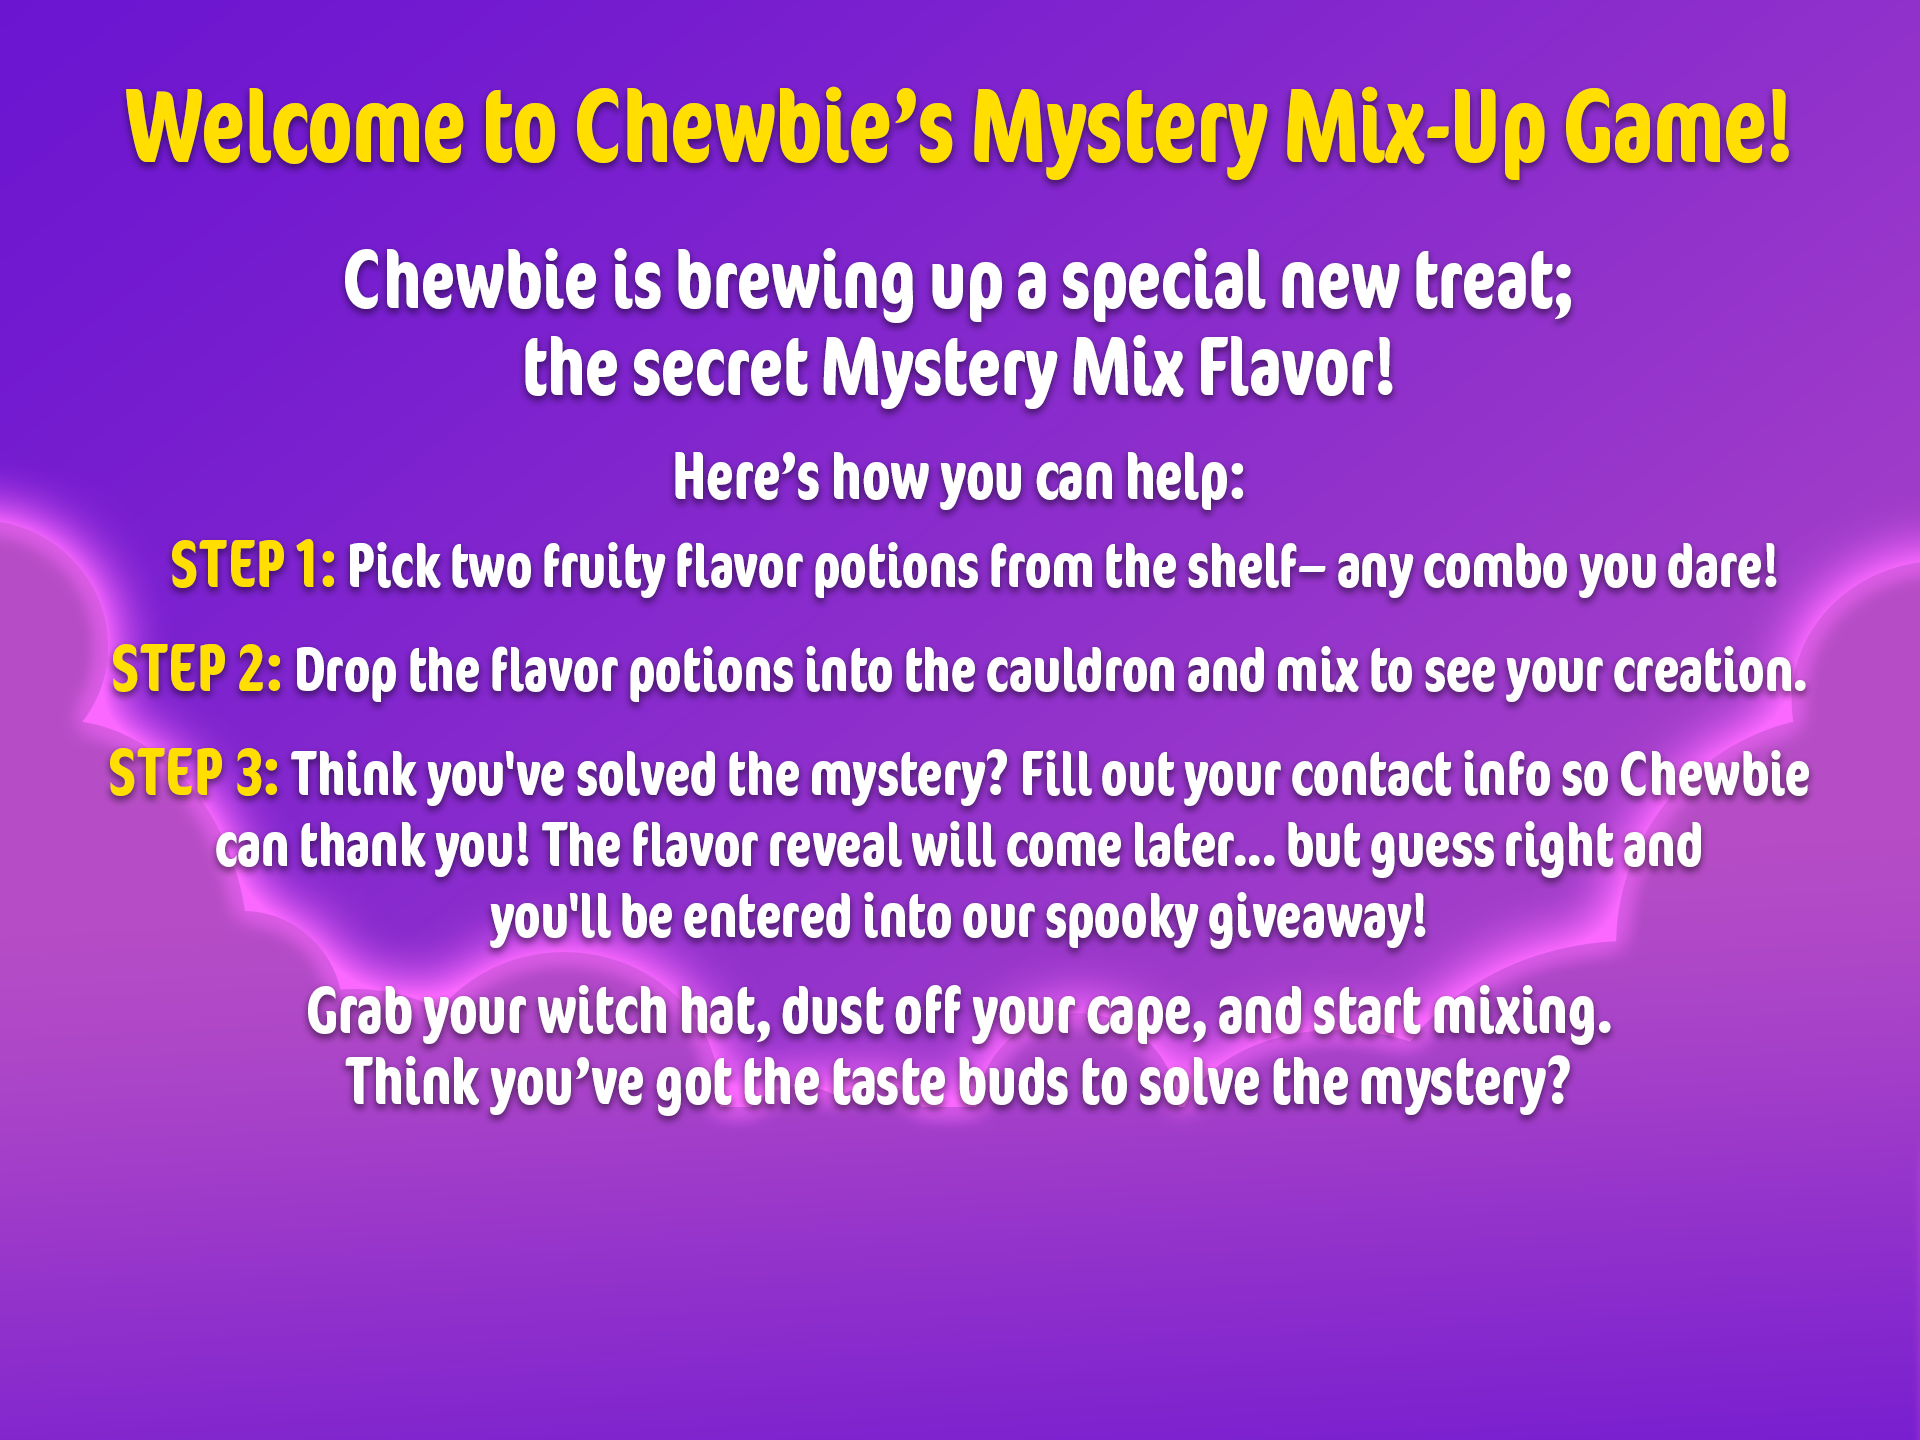 Welcome to Chewbie’s Mystery Mix-Up Game!
Chewbie is brewing up a special new treat;
the secret Mystery Mix Flavor!
Here’s how you can help:
STEP 1: Pick two fruity flavor potions from the shelf– any combo you dare!
STEP 2: Drop the flavor potions into the cauldron and mix to see your creation.
STEP 3: Think you've solved the mystery? Fill out your contact info so Chewbie
can thank you! The flavor reveal will come later... but guess right and
you'll be entered into our spooky giveaway!
Grab your witch hat, dust off your cape, and start mixing.
Think you’ve got the taste buds to solve the mystery?